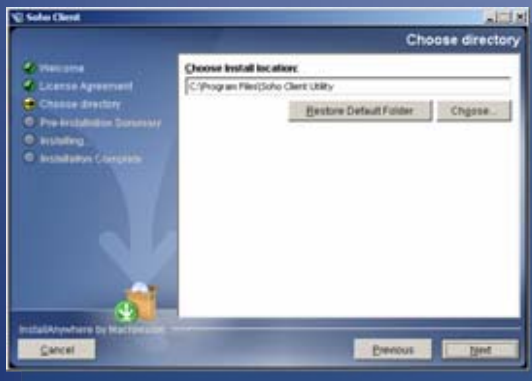 Soho Client
Choose directory
Welcome
License Agreement
Choose directory
Pre-Installation Summary
Installing...
Installation Complete
Choose Install location:
C:\Program Files\Soho Client Utility
Restore Default Folder
Choose...
InstallAnywhere by Macrovision
Cancel
Previous
Next